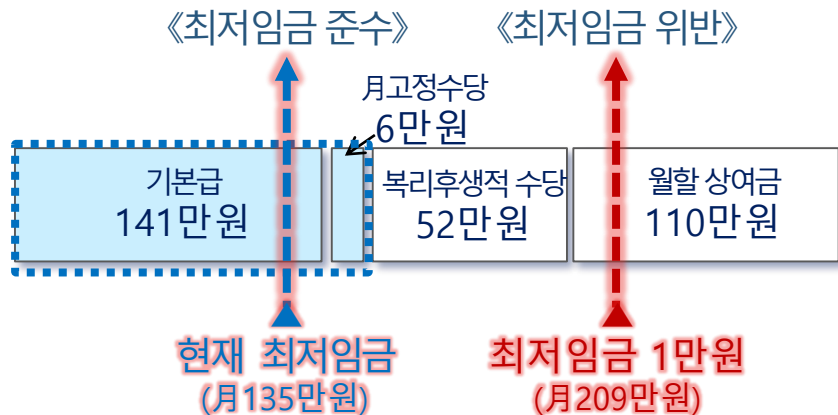 《최저임금 준수》
《최저임금 위반》
月고정수당
6만원
기본급
141만원
복리후생적 수당
52만원
월할 상여금
110만원
현재 최저임금
(月135만원)
최저임금 1만원
(月209만원)